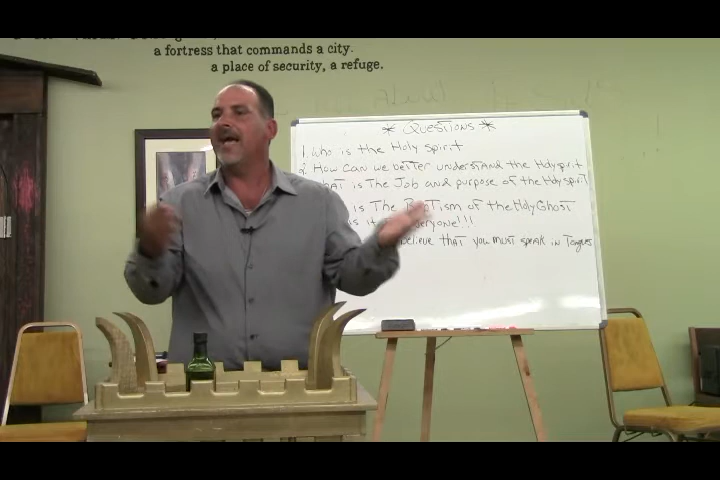 a fortress that commands a city.
a place of security, a refuge.
* Questions *
1. Who is the Holy spirit
2. How Can we better understand the Holy spirit
is The Job and purpose of the Holy spirit
is The Baptism of the Holy Ghost
is it everyone!!!
believe that you must speak in Tongues